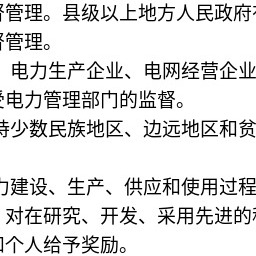 督管理。县级以上地方人民政府
督管理。
电力生产企业、电网经营企业
受电力管理部门的监督。
持少数民族地区、边远地区和贫
力建设、生产、供应和使用过程
对在研究、开发、采用先进的科
和个人给予奖励。